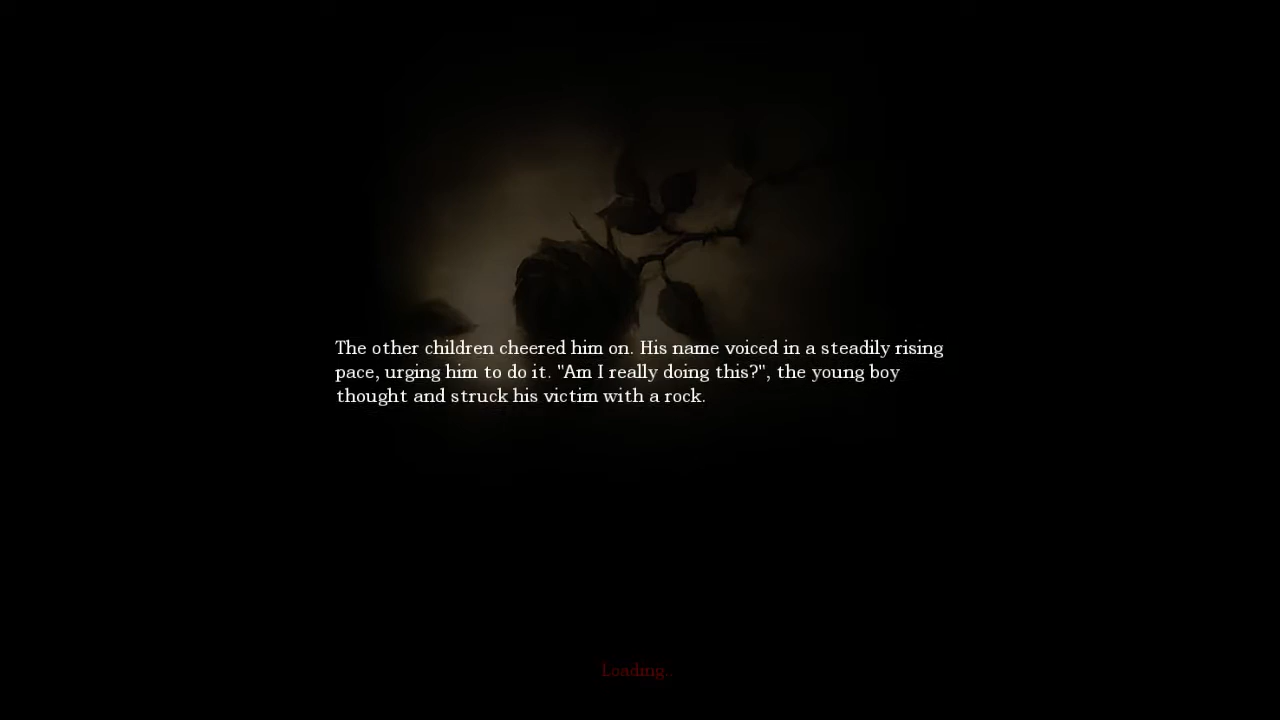 The other children cheered him on. His name voiced in a steadily rising
pace, urging him to do it. "Am I really doing this?", the young boy
thought and struck his victim with a rock.
Loading..